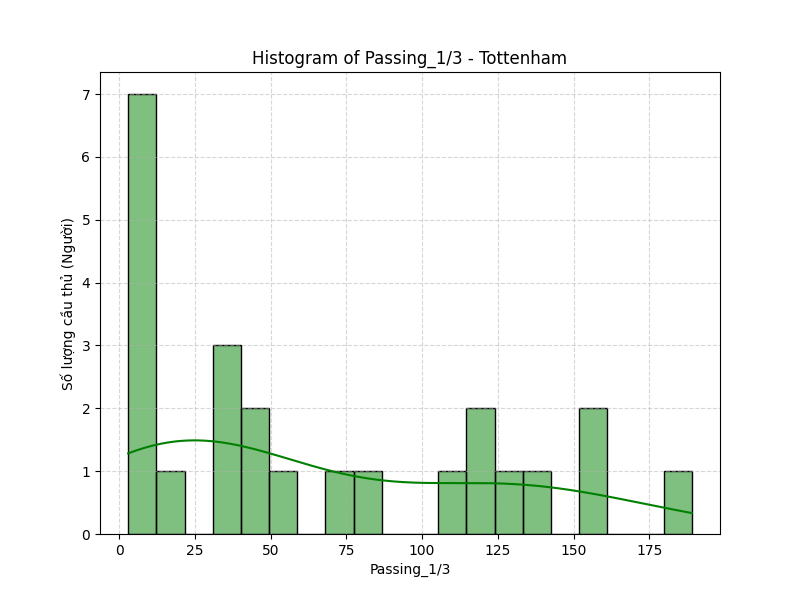 Histogram of Passing_1/3 - Tottenham
Số lượng cầu thủ (Người)
7
6
5
4
3
2
1
0
0 25 50 75 100 125 150 175
Passing_1/3